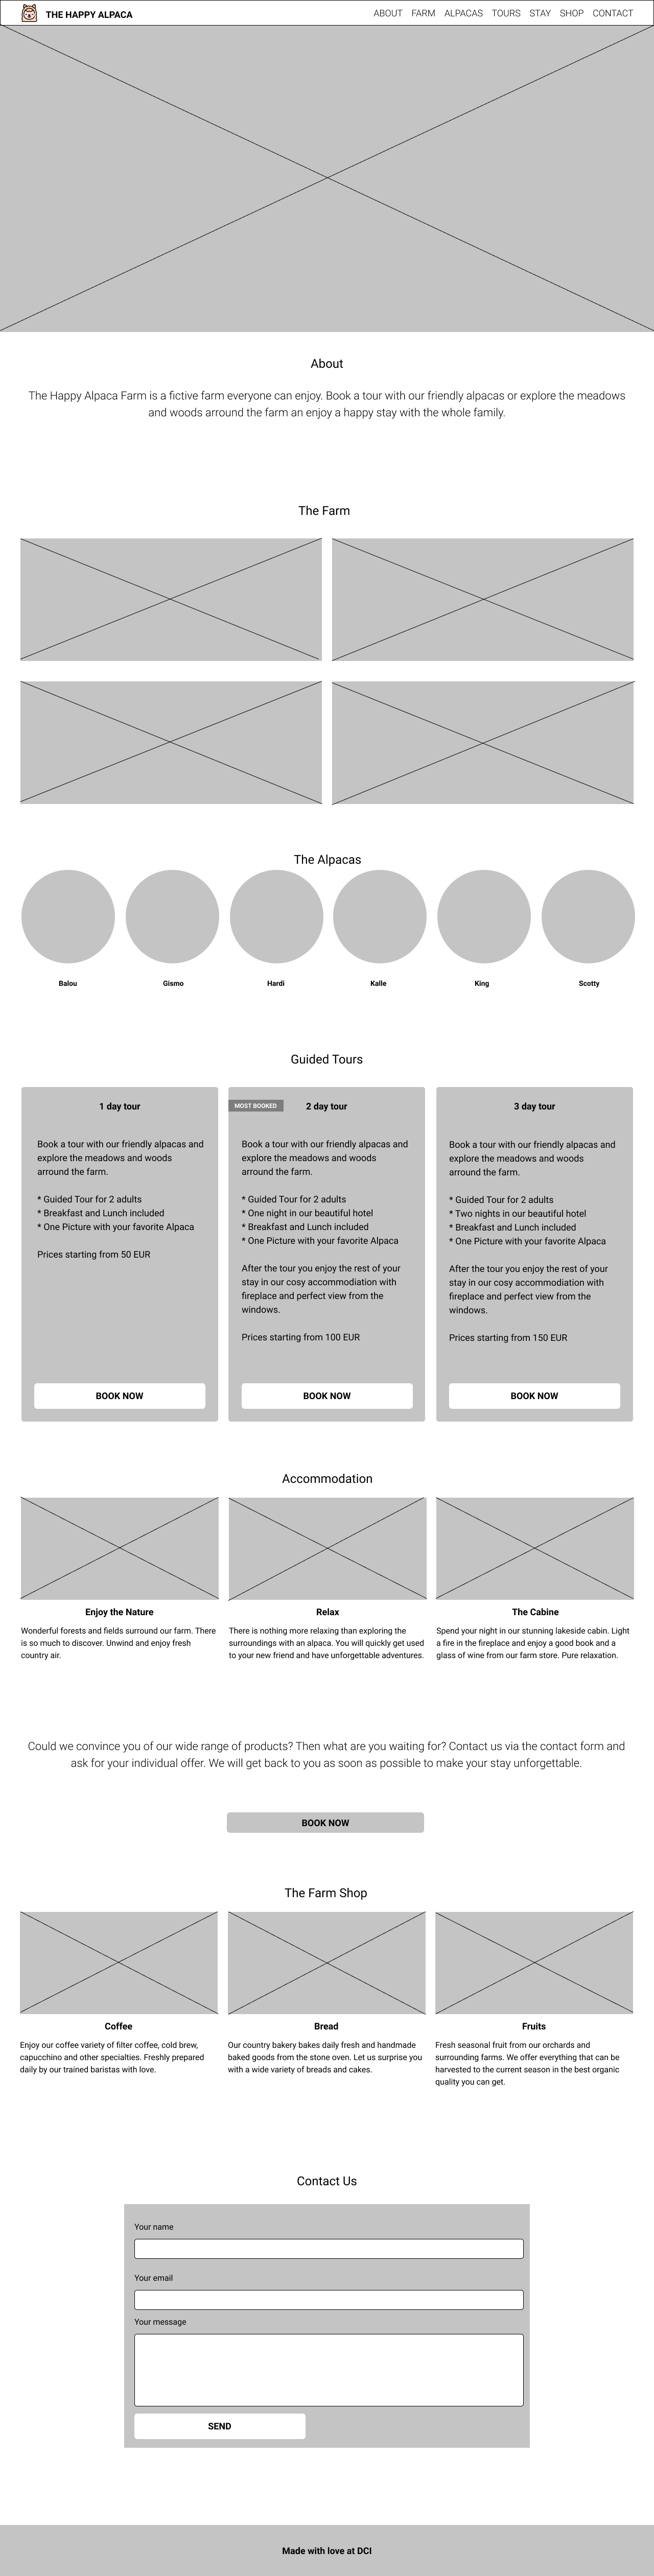 THE HAPPY ALPACA
ABOUT FARM ALPACAS TOURS STAY SHOP CONTACT
About
The Happy Alpaca Farm is a fictive farm everyone can enjoy. Book a tour with our friendly alpacas or explore the meadows
and woods arround the farm an enjoy a happy stay with the whole family.
The Farm
The Alpacas
Balou
Gismo
Hardi
Kalle
King
Scotty
Guided Tours
1 day tour
Book a tour with our friendly alpacas and
explore the meadows and woods
arround the farm.
* Guided Tour for 2 adults
* Breakfast and Lunch included
* One Picture with your favorite Alpaca
Prices starting from 50 EUR
BOOK NOW
MOST BOOKED
2 day tour
Book a tour with our friendly alpacas and
explore the meadows and woods
arround the farm.
* Guided Tour for 2 adults
* One night in our beautiful hotel
* Breakfast and Lunch included
* One Picture with your favorite Alpaca
After the tour you enjoy the rest of your
stay in our cosy accommodation with
fireplace and perfect view from the
windows.
Prices starting from 100 EUR
BOOK NOW
3 day tour
Book a tour with our friendly alpacas and
explore the meadows and woods
arround the farm.
* Guided Tour for 2 adults
* Two nights in our beautiful hotel
* Breakfast and Lunch included
* One Picture with your favorite Alpaca
After the tour you enjoy the rest of your
stay in our cosy accommodation with
fireplace and perfect view from the
windows.
Prices starting from 150 EUR
BOOK NOW
Accommodation
Enjoy the Nature
Wonderful forests and fields surround our farm. There
is so much to discover. Unwind and enjoy fresh
country air.
Relax
There is nothing more relaxing than exploring the
surroundings with an alpaca. You will quickly get used
to your new friend and have unforgettable adventures.
The Cabine
Spend your night in our stunning lakeside cabin. Light
a fire in the fireplace and enjoy a good book and a
glass of wine from our farm store. Pure relaxation.
Could we convince you of our wide range of products? Then what are you waiting for? Contact us via the contact form and
ask for your individual offer. We will get back to you as soon as possible to make your stay unforgettable.
BOOK NOW
The Farm Shop
Coffee
Enjoy our coffee variety of filter coffee, cold brew,
capucchino and other specialties. Freshly prepared
daily by our trained baristas with love.
Bread
Our country bakery bakes daily fresh and handmade
baked goods from the stone oven. Let us surprise you
with a wide variety of breads and cakes.
Fruits
Fresh seasonal fruit from our orchards and
surrounding farms. We offer everything that can be
harvested to the current season in the best organic
quality you can get.
Contact Us
Your name
Your email
Your message
SEND
Made with love at DCI